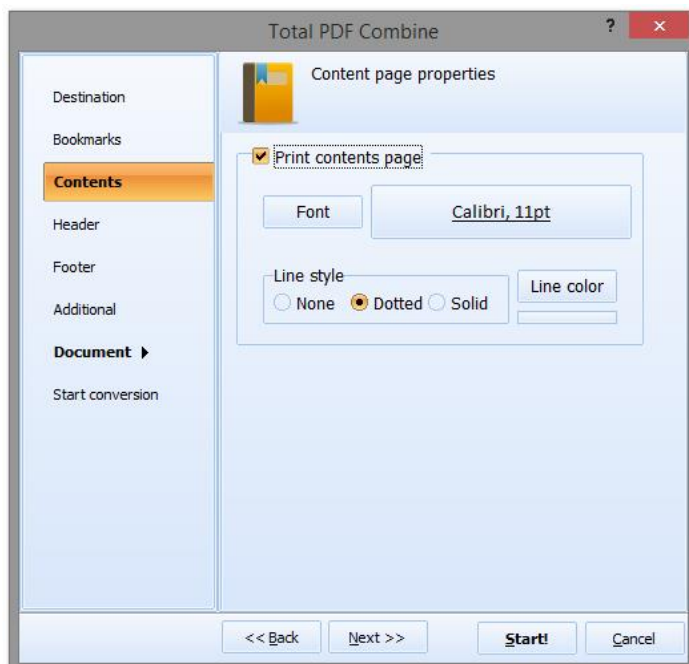 Total PDF Combine
?
Destination
Bookmarks
Contents
Header
Footer
Additional
Document
Start conversion
Content page properties
Print contents page
Font
Calibri, 11pt
Line style
None Dotted Solid
Line color
<< Back Next >> Start! Cancel